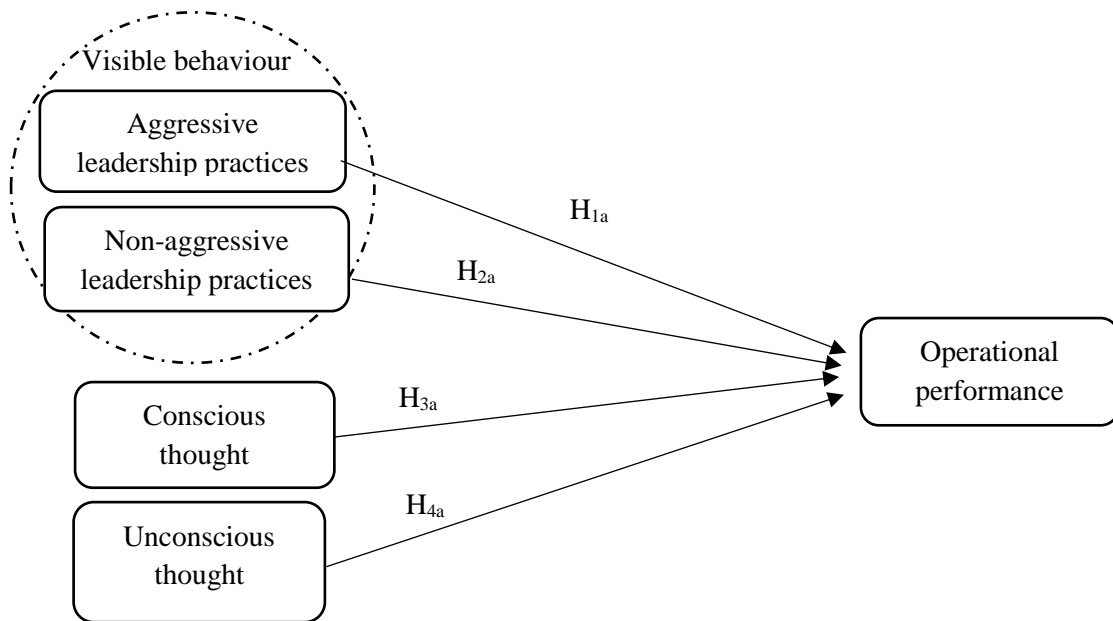 Visible behaviour
Aggressive
leadership practices
H1a
Non-aggressive
leadership practices
H2a
Operational
performance
Conscious
thought
H3a
Unconscious
thought
H4a